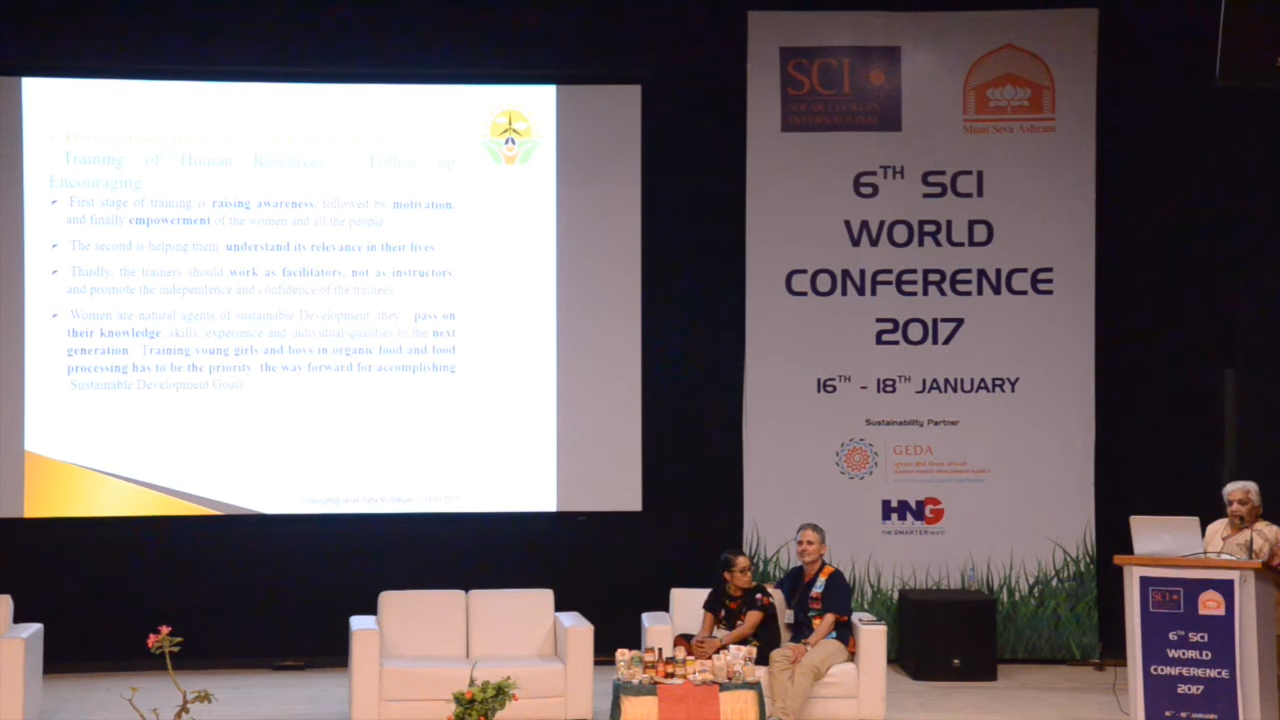 Training of Human Resources Follow up
Encouraging
First stage of training is raising awareness, followed by motivation,
and finally empowerment of the women and all the people
The second is helping them understand its relevance in their lives
Thirdly, the trainers should work as facilitators, not as instructors,
and promote the independence and confidence of the trainees
Women are natural agents of sustainable Development they pass on
their knowledge, skills, experience and individual qualities to the next
generation. Training young girls and boys in organic food and food
processing has to be the priority, the way forward for accomplishing
Sustainable Development Goals
SCI
SOLAR COOKERS
INTERNATIONAL
Muni Seva Ashram
6TH SCI
WORLD
CONFERENCE
2017
16TH - 18TH JANUARY
Sustainability Partner
GEDA
HNG
GLASS
THE SMARTER WAY!
SCI
6TH SCI
WORLD
CONFERENCE
2017
16TH - 18TH JANUARY